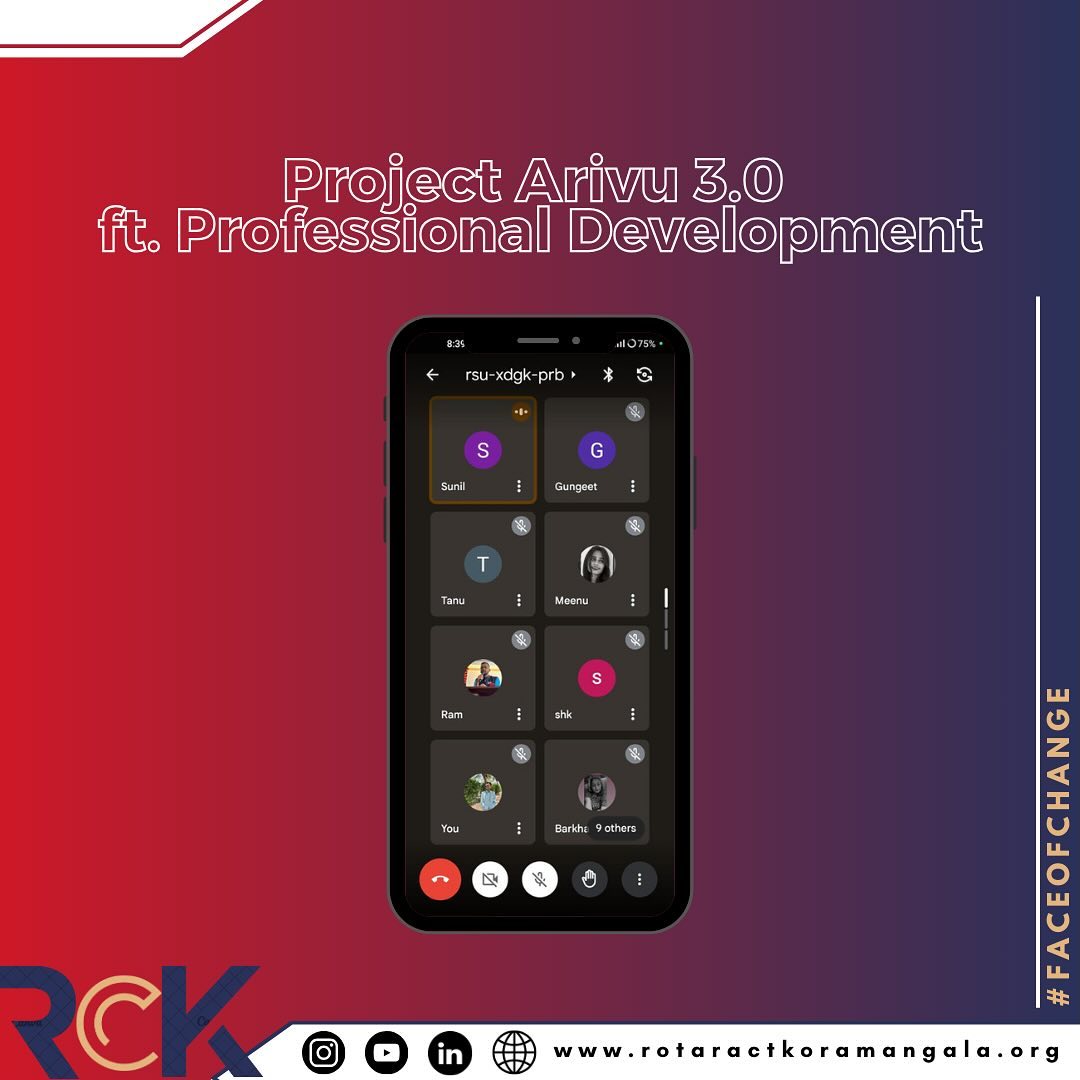 Project Arivu 3.0
ft. Professional Development
8:39
75%
rsu-xdgk-prb
S
G
Sunil
Gungeet
T
Tanu
Meenu
S
Ram
shk
You
Barkha
9 others
#FACEOFCHANGE
RCK
www.rotaractkoramangala.org